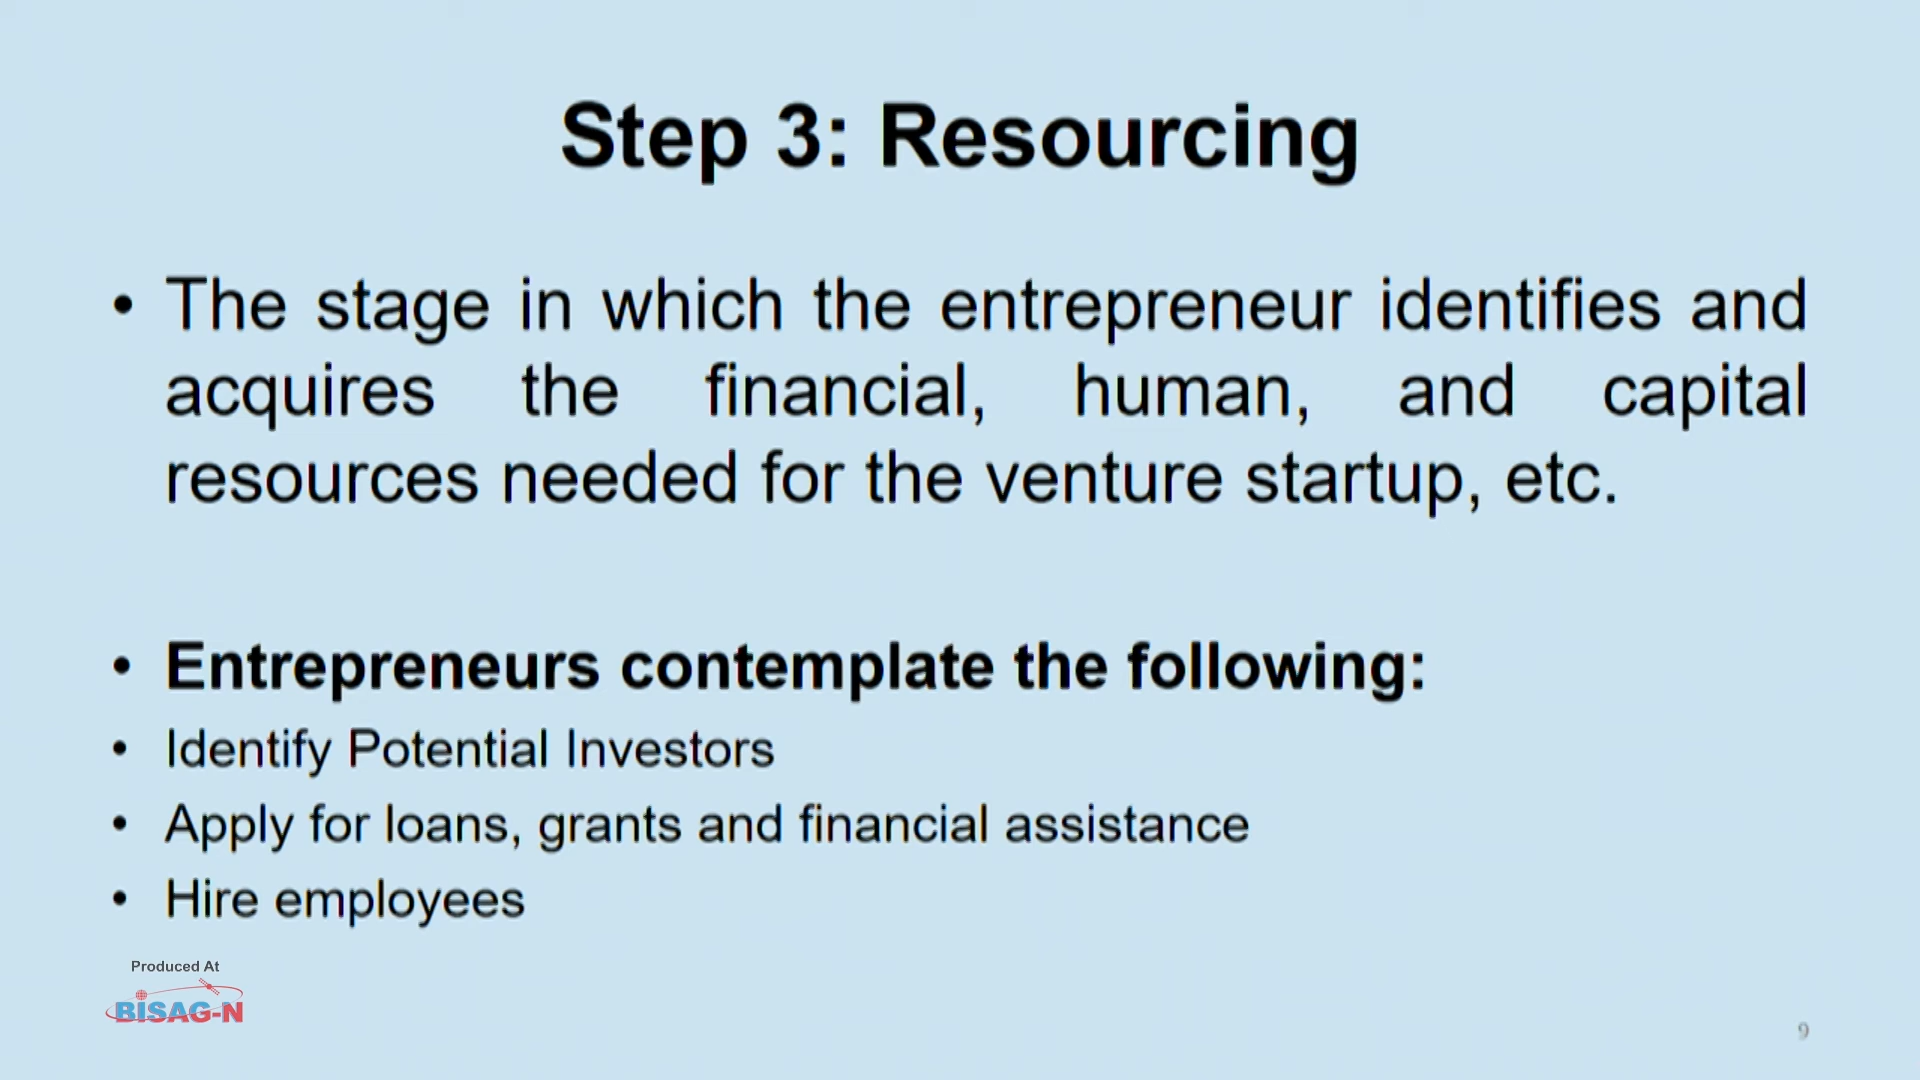 Step 3: Resourcing
• The stage in which the entrepreneur identifies and
acquires the financial, human, and capital
resources needed for the venture startup, etc.
• Entrepreneurs contemplate the following:
• Identify Potential Investors
• Apply for loans, grants and financial assistance
• Hire employees
Produced At
BISAG-N
9